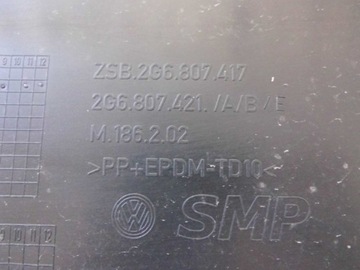 ZSB.2G6.807.417
2G6.807.421. /A/B/E
M.186.2.02
>PP+EPDM-TD10<
SMP